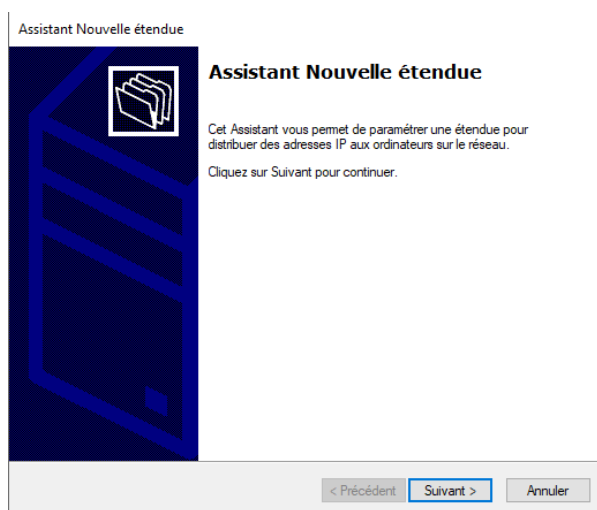 Assistant Nouvelle étendue
Assistant Nouvelle étendue
Cet Assistant vous permet de paramétrer une étendue pour
distribuer des adresses IP aux ordinateurs sur le réseau.
Cliquez sur Suivant pour continuer.
< Précédent Suivant > Annuler